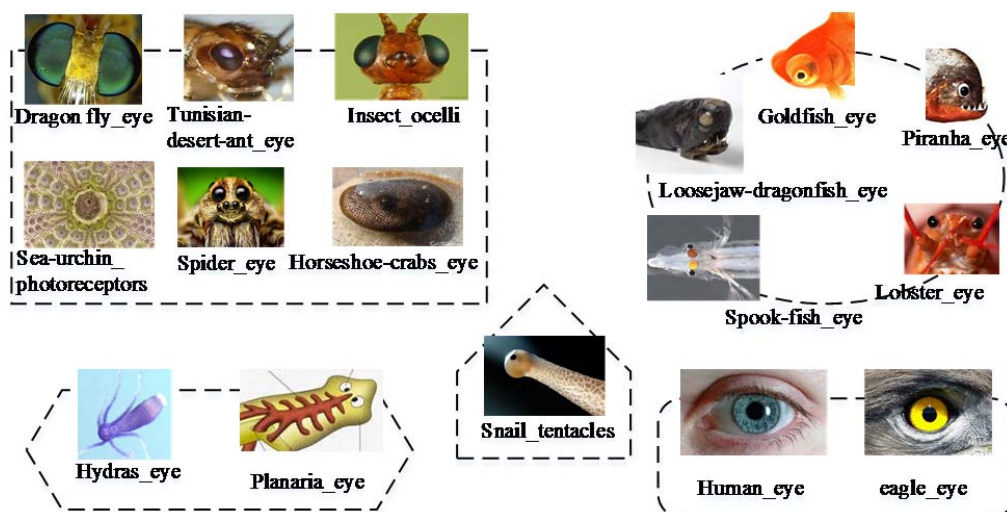 Dragon fly_eye
Tunisian-
desert-ant_eye
Insect_ocelli
Sea-urchin_
photoreceptors
Spider_eye
Horseshoe-crabs_eye
Goldfish_eye
Piranha_eye
Loosejaw-dragonfish_eye
Spook-fish_eye
Lobster_eye
Hydras_eye
Planaria_eye
Snail_tentacles
Human_eye
eagle_eye